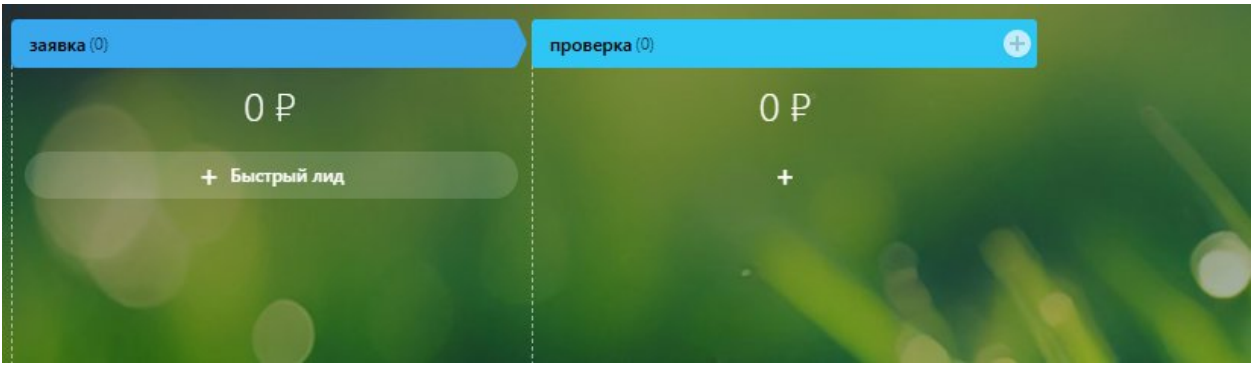 заявка (0)
проверка (0)
0 ₽
0 ₽
+ Быстрый лид
+